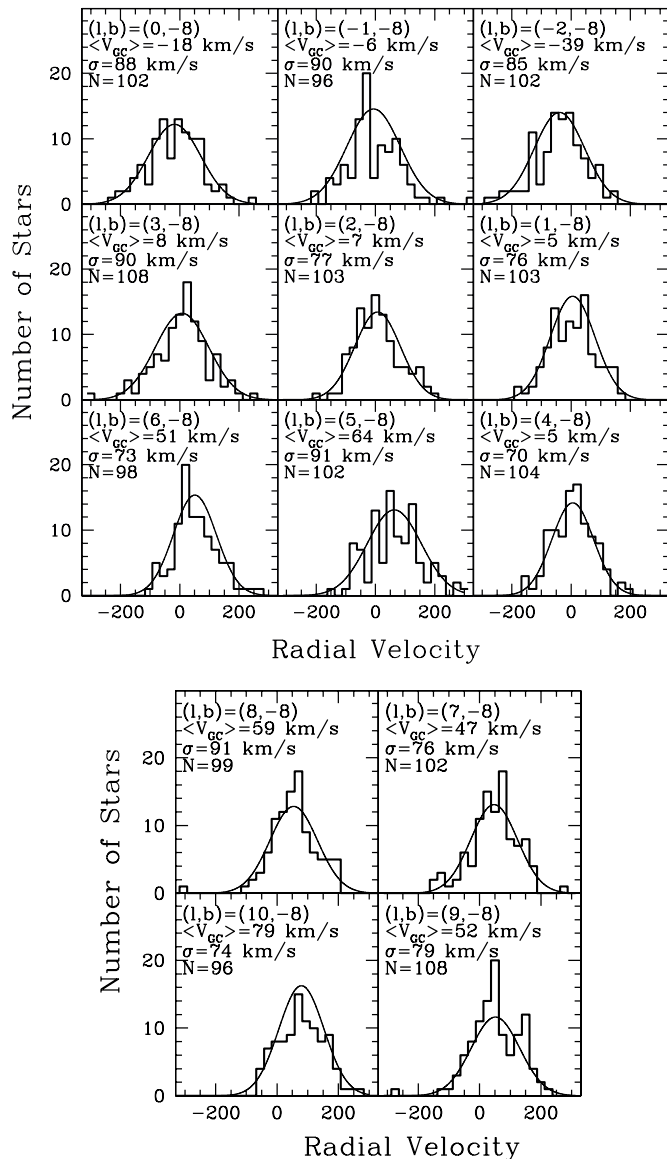 (l,b)=(0,-8)
<V_GC>=-18 km/s
σ=88 km/s
N=102
(l,b)=(-1,-8)
<V_GC>=-6 km/s
σ=90 km/s
N=96
(l,b)=(-2,-8)
<V_GC>=-39 km/s
σ=85 km/s
N=102
20
10
0
(l,b)=(3,-8)
<V_GC>=8 km/s
σ=90 km/s
N=108
(l,b)=(2,-8)
<V_GC>=7 km/s
σ=77 km/s
N=103
(l,b)=(1,-8)
<V_GC>=5 km/s
σ=76 km/s
N=103
20
10
0
Number of Stars
(l,b)=(6,-8)
<V_GC>=51 km/s
σ=73 km/s
N=98
(l,b)=(5,-8)
<V_GC>=64 km/s
σ=91 km/s
N=102
(l,b)=(4,-8)
<V_GC>=5 km/s
σ=70 km/s
N=104
20
10
0
-200 0 200 -200 0 200 -200 0 200
Radial Velocity
(l,b)=(8,-8)
<V_GC>=59 km/s
σ=91 km/s
N=99
(l,b)=(7,-8)
<V_GC>=47 km/s
σ=76 km/s
N=102
20
10
0
Number of Stars
(l,b)=(10,-8)
<V_GC>=79 km/s
σ=74 km/s
N=96
(l,b)=(9,-8)
<V_GC>=52 km/s
σ=79 km/s
N=108
20
10
0
-200 0 200 -200 0 200
Radial Velocity